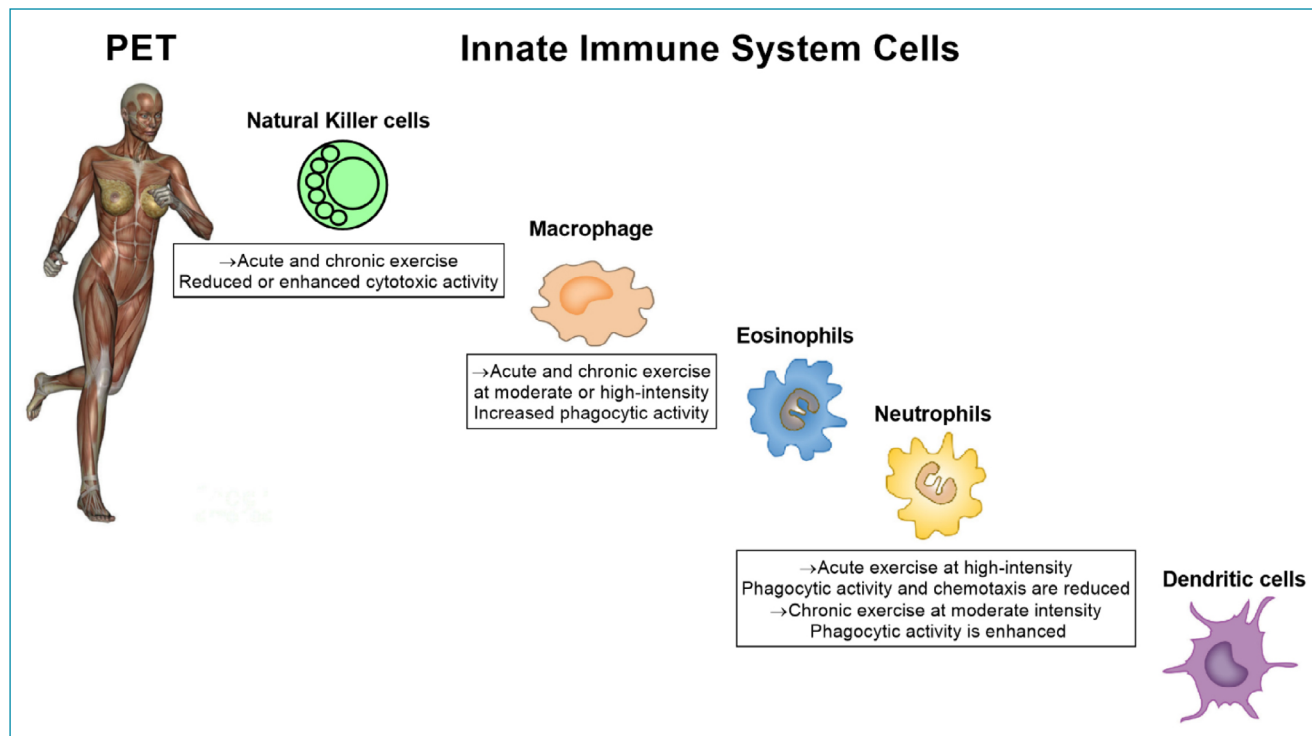 PET
Innate Immune System Cells
Natural Killer cells
→Acute and chronic exercise
Reduced or enhanced cytotoxic activity
Macrophage
→Acute and chronic exercise
at moderate or high-intensity
Increased phagocytic activity
Eosinophils
Neutrophils
→Acute exercise at high-intensity
Phagocytic activity and chemotaxis are reduced
→Chronic exercise at moderate intensity
Phagocytic activity is enhanced
Dendritic cells